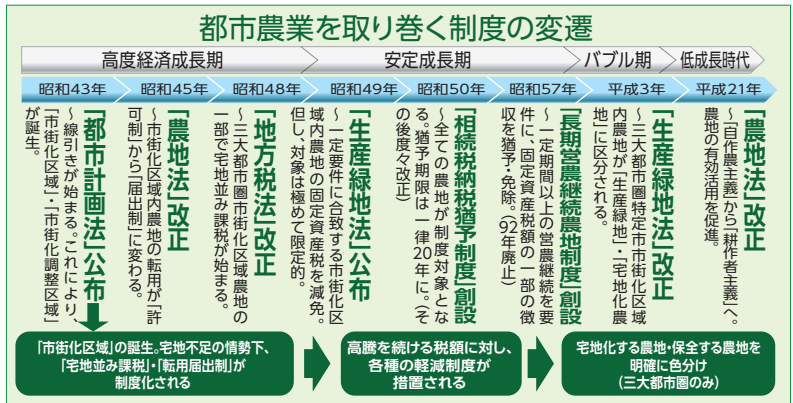 都市農業を取り巻く制度の変遷
高度経済成長期
安定成長期
バブル期
低成長時代
昭和43年
昭和45年
昭和48年
昭和49年
昭和50年
昭和57年
平成3年
平成21年
「都市計画法」公布
～線引きが始まる。これにより、
「市街化区域」・「市街化調整区域」
が誕生。
「農地法」改正
～市街化区域内農地の転用が「許
可制」から「届出制」に変わる。
「地方税法」改正
～三大都市圏市街化区域農地の
一部で宅地並み課税が始まる。
「生産緑地法」公布
～一定要件に合致する市街化区
域内農地の固定資産税を減免。
但し、対象は極めて限定的。
「相続税納税猶予制度」創設
～全ての農地が制度対象とな
る。猶予期限は一律20年に。（そ
の後度々改正）
「長期営農継続農地制度」創設
～一定期間以上の営農継続を要
件に、固定資産税額の一部の徴
収を猶予・免除。（92年廃止）
「生産緑地法」改正
～三大都市圏特定市市街化区域
内農地が「生産緑地」・「宅地化農
地」に区分される。
「農地法」改正
～「自作農主義」から「耕作者主義」へ。
農地の有効活用を促進。
「市街化区域」の誕生。宅地不足の情勢下、
「宅地並み課税」・「転用届出制」が
制度化される
高騰を続ける税額に対し、
各種の軽減制度が
措置される
宅地化する農地・保全する農地を
明確に色分け
（三大都市圏のみ）